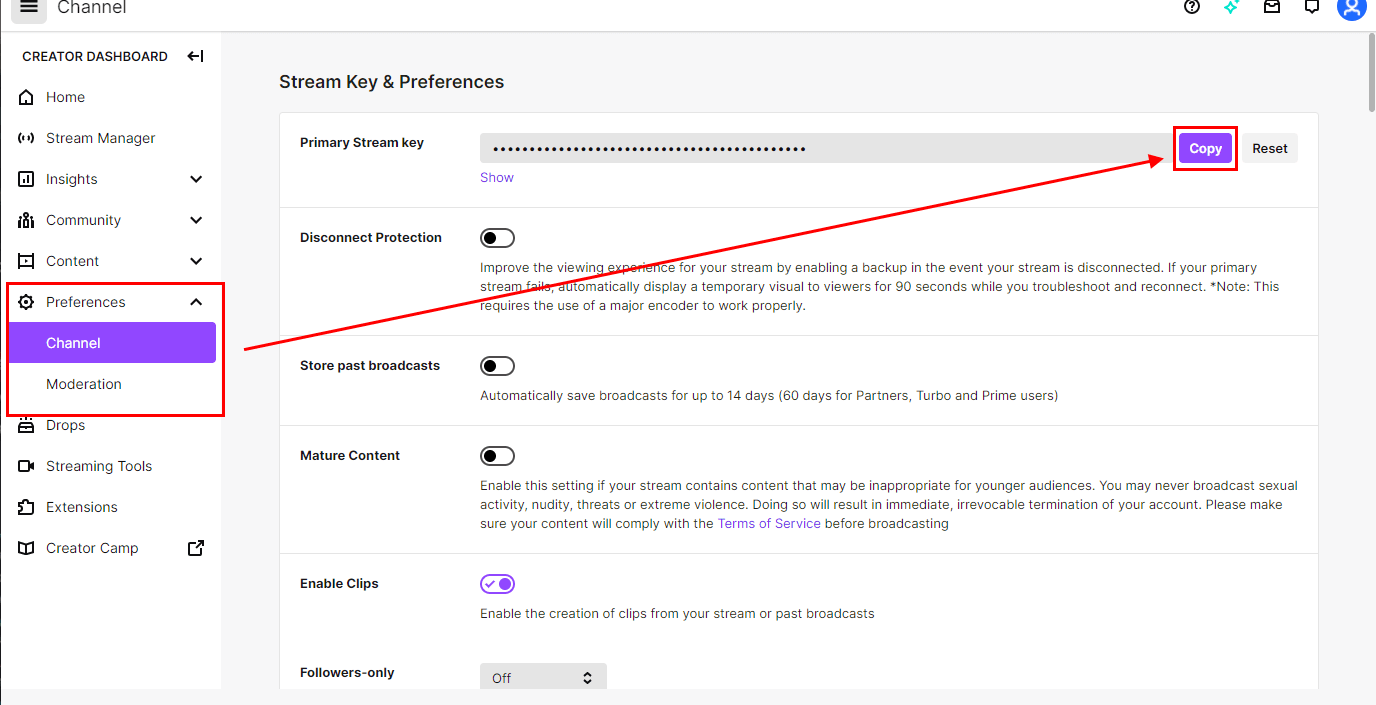 Channel
CREATOR DASHBOARD
Home
Stream Manager
Insights
Community
Content
Preferences
Channel
Moderation
Drops
Streaming Tools
Extensions
Creator Camp
Stream Key & Preferences
Primary Stream key
••••••••••••••••••••••••••••••••••••••••••••
Copy
Reset
Show
Disconnect Protection
Improve the viewing experience for your stream by enabling a backup in the event your stream is disconnected. If your primary
stream fails, automatically display a temporary visual to viewers for 90 seconds while you troubleshoot and reconnect. *Note: This
requires the use of a major encoder to work properly.
Store past broadcasts
Automatically save broadcasts for up to 14 days (60 days for Partners, Turbo and Prime users)
Mature Content
Enable this setting if your stream contains content that may be inappropriate for younger audiences. You may never broadcast sexual
activity, nudity, threats or extreme violence. Doing so will result in immediate, irrevocable termination of your account. Please make
sure your content will comply with the Terms of Service before broadcasting
Enable Clips
Enable the creation of clips from your stream or past broadcasts
Followers-only
Off